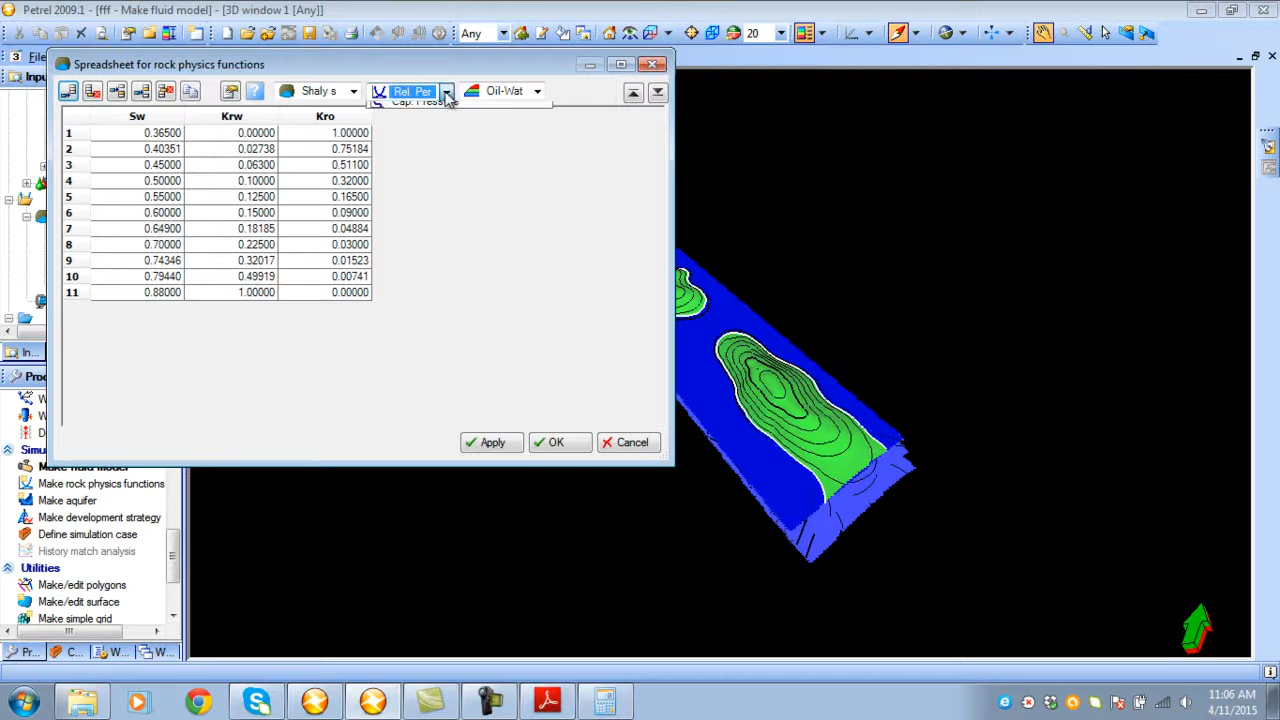 Petrel 2009.1 - [fff - Make fluid model] - [3D window 1 [Any]]
Any
20
3 File
Inpu
Spreadsheet for rock physics functions
Shaly s
Rel. Per
Oil-Wat
Sw Krw Kro
1 0.36500 0.00000 1.00000
2 0.40351 0.02738 0.75184
3 0.45000 0.06300 0.51100
4 0.50000 0.10000 0.32000
5 0.55000 0.12500 0.16500
6 0.60000 0.15000 0.09000
7 0.64900 0.18185 0.04884
8 0.70000 0.22500 0.03000
9 0.74346 0.32017 0.01523
10 0.79440 0.49919 0.00741
11 0.88000 1.00000 0.00000
Apply
OK
Cancel
In...
Proc
W
W
D
Simu
Make fluid model
Make rock physics functions
Make aquifer
Make development strategy
Define simulation case
History match analysis
Utilities
Make/edit polygons
Make/edit surface
Make simple grid
Pr...
C...
W...
W...
11:06 AM
4/11/2015